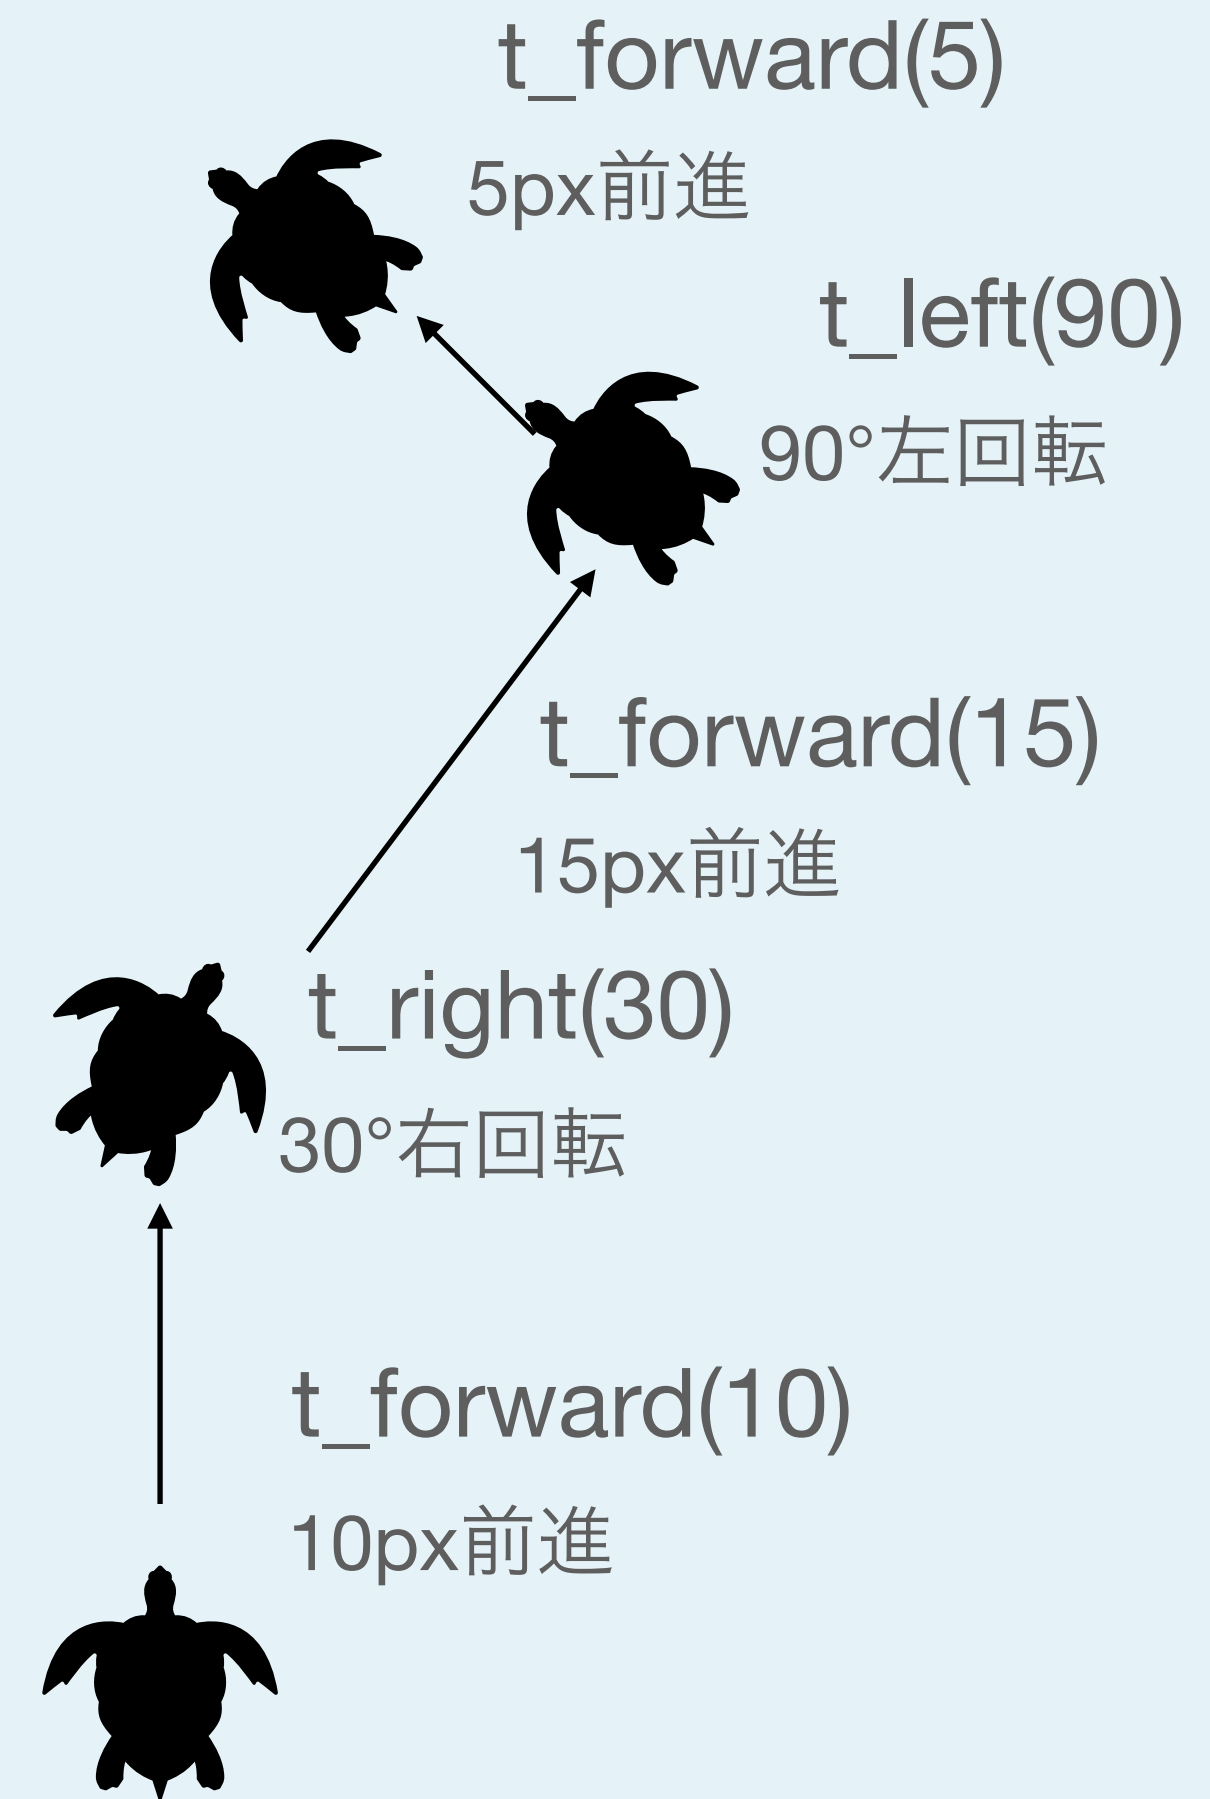 t_forward(5)
5px前進
t_left(90)
90°左回転
t_forward(15)
15px前進
t_right(30)
30°右回転
t_forward(10)
10px前進